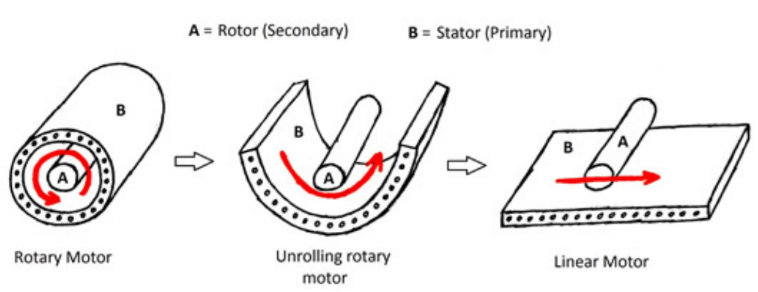 A = Rotor (Secondary) B = Stator (Primary)
B
A
B
A
B
A
Rotary Motor
Unrolling rotary
motor
Linear Motor